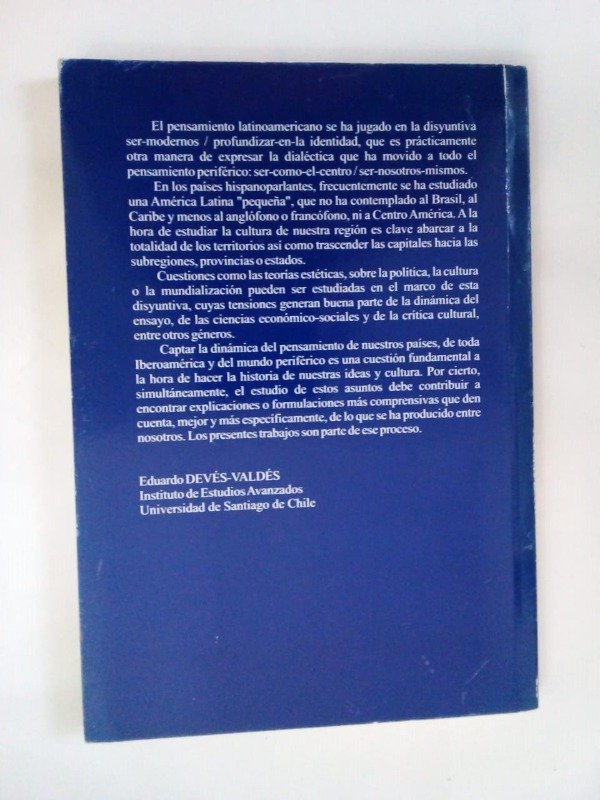 El pensamiento latinoamericano se ha jugado en la disyuntiva
ser-modernos / profundizar-en-la identidad, que es prácticamente
otra manera de expresar la dialéctica que ha movido a todo el
pensamiento periférico: ser-como-el-centro / ser-nosotros-mismos.
En los países hispanoparlantes, frecuentemente se ha estudiado
una América Latina "pequeña", que no ha contemplado al Brasil, al
Caribe y menos al anglófono o francófono, ni a Centro América. A la
hora de estudiar la cultura de nuestra región es clave abarcar a la
totalidad de los territorios así como trascender las capitales hacia las
subregiones, provincias o estados.
Cuestiones como las teorías estéticas, sobre la política, la cultura
o la mundialización pueden ser estudiadas en el marco de esta
disyuntiva, cuyas tensiones generan buena parte de la dinámica del
ensayo, de las ciencias económico-sociales y de la crítica cultural,
entre otros géneros.
Captar la dinámica del pensamiento de nuestros países, de toda
Iberoamérica y del mundo periférico es una cuestión fundamental a
la hora de hacer la historia de nuestras ideas y cultura. Por cierto,
simultáneamente, el estudio de estos asuntos debe contribuir a
encontrar explicaciones o formulaciones más comprensivas que den
cuenta, mejor y más específicamente, de lo que se ha producido entre
nosotros. Los presentes trabajos son parte de ese proceso.
Eduardo DEVÉS-VALDÉS
Instituto de Estudios Avanzados
Universidad de Santiago de Chile